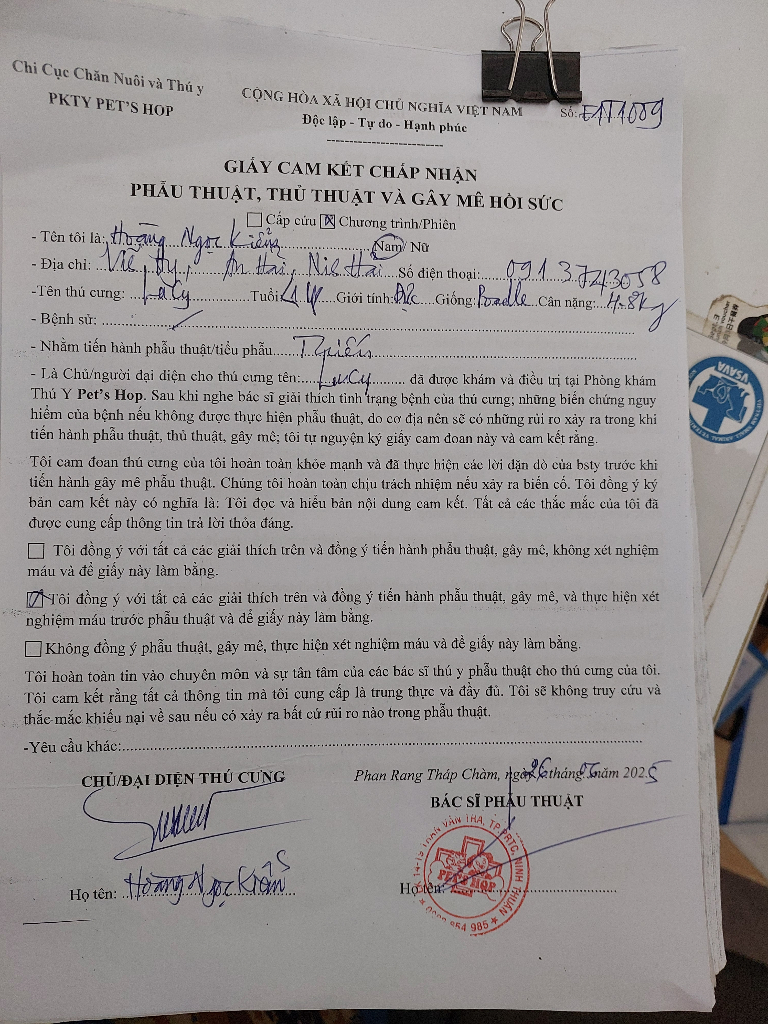 Chi Cục Chăn Nuôi và Thú y
PKTY PET'S HOP
CỘNG HÒA XÃ HỘI CHỦ NGHĨA VIỆT NAM
Độc lập - Tự do - Hạnh phúc
Số: E1T1009
GIẤY CAM KẾT CHẤP NHẬN
PHẪU THUẬT, THỦ THUẬT VÀ GÂY MÊ HỒI SỨC
Cấp cứu Chương trình/Phiên
- Tên tôi là: Hoàng Ngọc Nam/ Nữ
- Địa chỉ: Hy, An Hải, Số điện thoại: 0913743058
-Tên thú cưng: LuCy Tuổi: Giới tính: Đực Giống: Cân nặng: 4.8kg
- Bệnh sử:
- Nhằm tiến hành phẫu thuật/tiểu phẫu Thiến
- Là Chủ/người đại diện cho thú cưng tên: LuCy đã được khám và điều trị tại Phòng khám
Thú Y Pet's Hop. Sau khi nghe bác sĩ giải thích tình trạng bệnh của thú cưng; những biến chứng nguy
hiểm của bệnh nếu không được thực hiện phẫu thuật, do cơ địa nên sẽ có những rủi ro xảy ra trong khi
tiến hành phẫu thuật, thủ thuật, gây mê; tôi tự nguyện ký giấy cam đoan này và cam kết rằng.
Tôi cam đoan thú cưng của tôi hoàn toàn khỏe mạnh và đã thực hiện các lời dặn dò của bsty trước khi
tiến hành gây mê phẫu thuật. Chúng tôi hoàn toàn chịu trách nhiệm nếu xảy ra biến cố. Tôi đồng ý ký
bản cam kết này có nghĩa là: Tôi đọc và hiểu bản nội dung cam kết. Tất cả các thắc mắc của tôi đã
được cung cấp thông tin trả lời thỏa đáng.
Tôi đồng ý với tất cả các giải thích trên và đồng ý tiến hành phẫu thuật, gây mê, không xét nghiệm
máu và để giấy này làm bằng.
Tôi đồng ý với tất cả các giải thích trên và đồng ý tiến hành phẫu thuật, gây mê, và thực hiện xét
nghiệm máu trước phẫu thuật và để giấy này làm bằng.
Không đồng ý phẫu thuật, gây mê, thực hiện xét nghiệm máu và để giấy này làm bằng.
Tôi hoàn toàn tin vào chuyên môn và sự tân tâm của các bác sĩ thú y phẫu thuật cho thú cưng của tôi.
Tôi cam kết rằng tất cả thông tin mà tôi cung cấp là trung thực và đầy đủ. Tôi sẽ không truy cứu và
thắc mắc khiếu nại về sau nếu có xảy ra bất cứ rủi ro nào trong phẫu thuật.
-Yêu cầu khác:
Phan Rang Tháp Chàm, ngày 26 tháng năm 2025
CHỦ/ĐẠI DIỆN THÚ CƯNG
BÁC SĨ PHẪU THUẬT
Họ tên: Hoàng Ngọc
Họ tên:
TRẦN VĂN TRÀ, TP. PRTC, NINH THUẬN
PET'S HOP
VSAVA